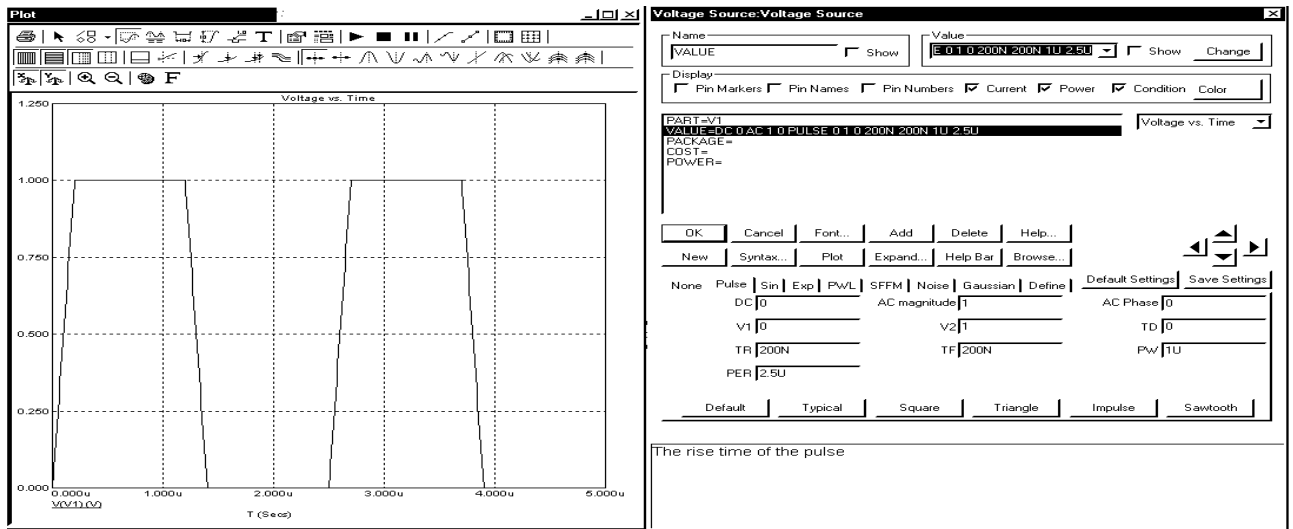 Plot
T
F
Voltage vs. Time
1.250
1.000
0.750
0.500
0.250
0.000
0.000u 1.000u 2.000u 3.000u 4.000u 5.000u
V(V1) (V)
T (Secs)
Voltage Source:Voltage Source
Name
VALUE
Show
Value
E 0 1 0 200N 200N 1U 2.5U
Show
Change
Display
Pin Markers Pin Names Pin Numbers Current Power Condition Color
PART=V1
VALUE=DC 0 AC 1 0 PULSE 0 1 0 200N 200N 1U 2.5U
PACKAGE=
COST=
POWER=
Voltage vs. Time
OK Cancel Font... Add Delete Help...
New Syntax... Plot Expand... Help Bar Browse...
None Pulse Sin Exp PWL SFFM Noise Gaussian Define Default Settings Save Settings
DC 0 AC magnitude 1 AC Phase 0
V1 0 V2 1 TD 0
TR 200N TF 200N PW 1U
PER 2.5U
Default Typical Square Triangle Impulse Sawtooth
The rise time of the pulse